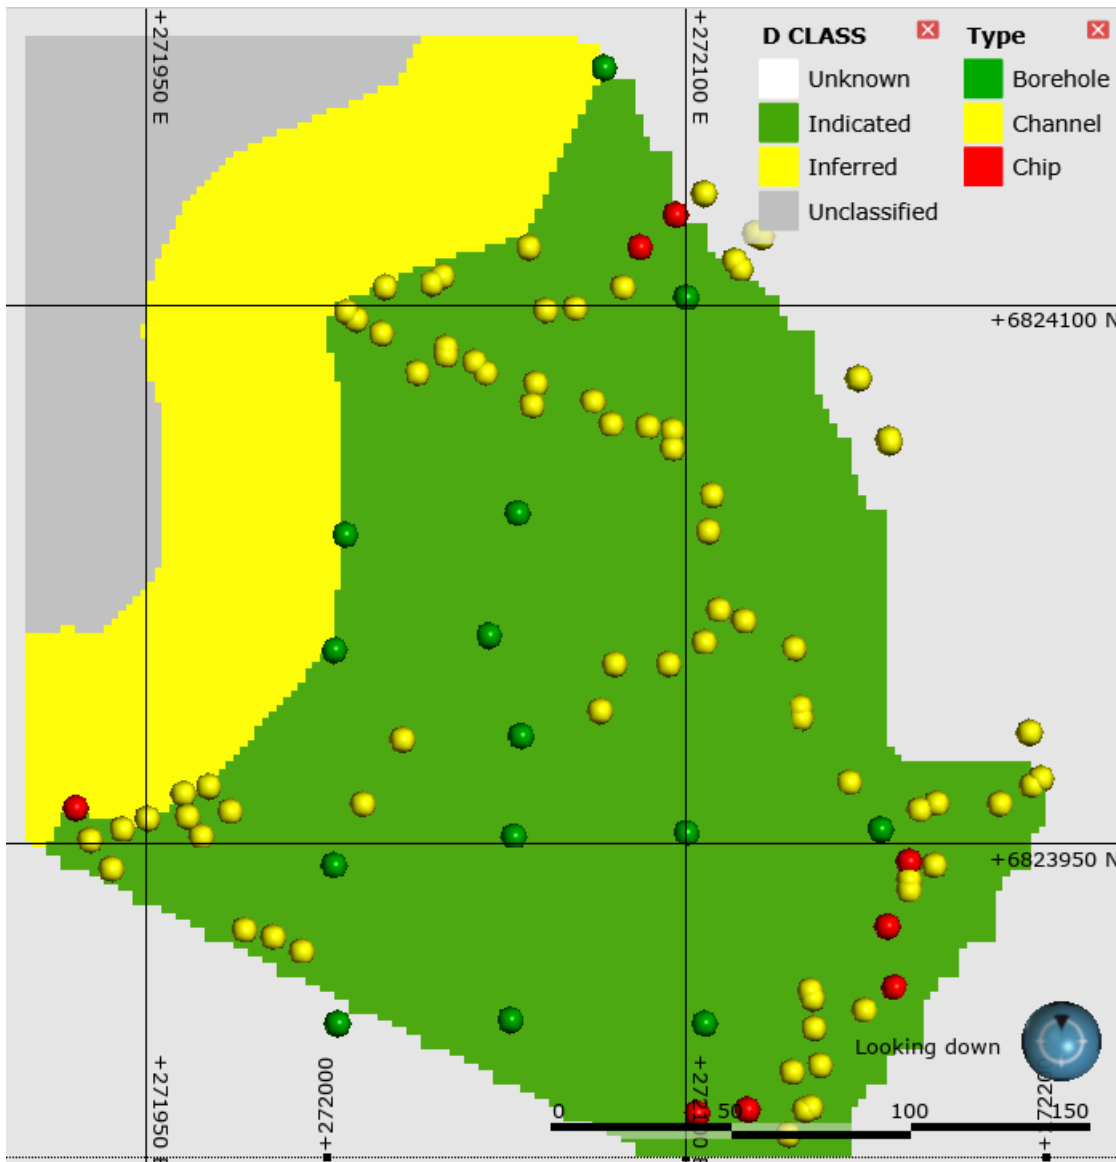 +271950 E
+272100 E
D CLASS
Unknown
Indicated
Inferred
Unclassified
Type
Borehole
Channel
Chip
+6824100 N
+6823950 N
Looking down
+271950 E
+272000
+272100 E
0 50 100 150